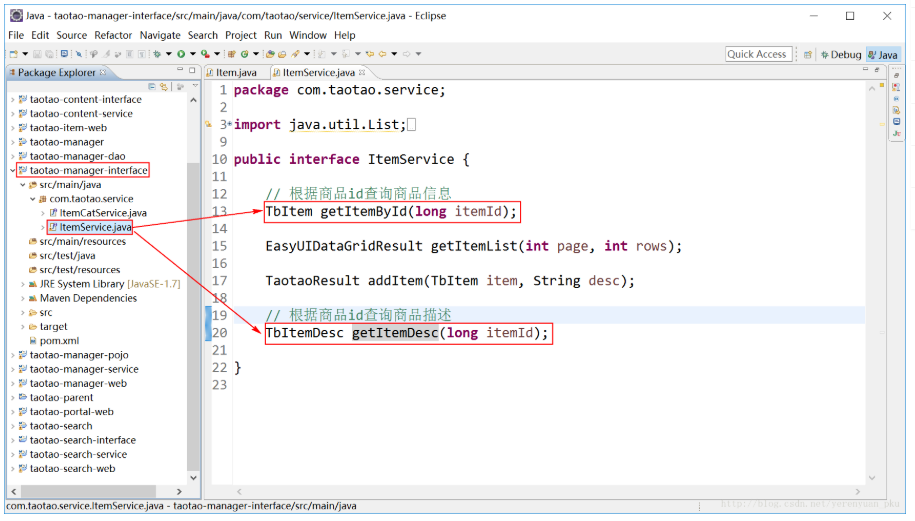 Java - taotao-manager-interface/src/main/java/com/taotao/service/ItemService.java - Eclipse
File Edit Source Refactor Navigate Search Project Run Window Help
Quick Access
Debug
Java
Package Explorer
taotao-content-interface
taotao-content-service
taotao-item-web
taotao-manager
taotao-manager-dao
taotao-manager-interface
src/main/java
com.taotao.service
ItemCatService.java
ItemService.java
src/main/resources
src/test/java
src/test/resources
JRE System Library [JavaSE-1.7]
Maven Dependencies
src
target
pom.xml
taotao-manager-pojo
taotao-manager-service
taotao-manager-web
taotao-parent
taotao-portal-web
taotao-search
taotao-search-interface
taotao-search-service
taotao-search-web
Item.java
ItemService.java
1 package com.taotao.service;
2
3 import java.util.List;
9
10 public interface ItemService {
11
12 // 根据商品id查询商品信息
13 TbItem getItemById(long itemId);
14
15 EasyUIDataGridResult getItemList(int page, int rows);
16
17 TaotaoResult addItem(TbItem item, String desc);
18
19 // 根据商品id查询商品描述
20 TbItemDesc getItemDesc(long itemId);
21
22 }
23
com.taotao.service.ItemService.java - taotao-manager-interface/src/main/java
http://blog.csdn.net/yerenyuan_pku